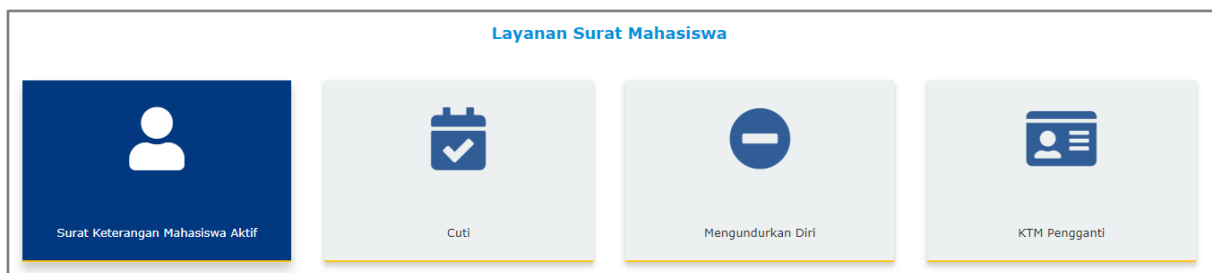 Layanan Surat Mahasiswa
Surat Keterangan Mahasiswa Aktif
Cuti
Mengundurkan Diri
KTM Pengganti